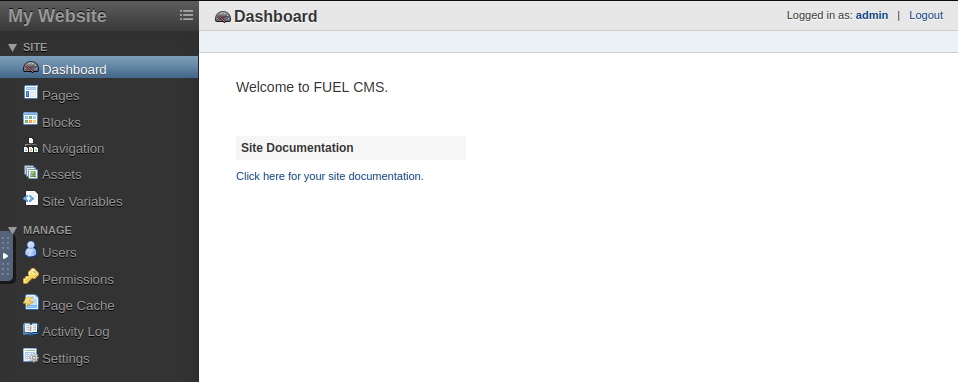 My Website
SITE
Dashboard
Pages
Blocks
Navigation
Assets
Site Variables
MANAGE
Users
Permissions
Page Cache
Activity Log
Settings
Dashboard
Logged in as: admin | Logout
Welcome to FUEL CMS.
Site Documentation
Click here for your site documentation.